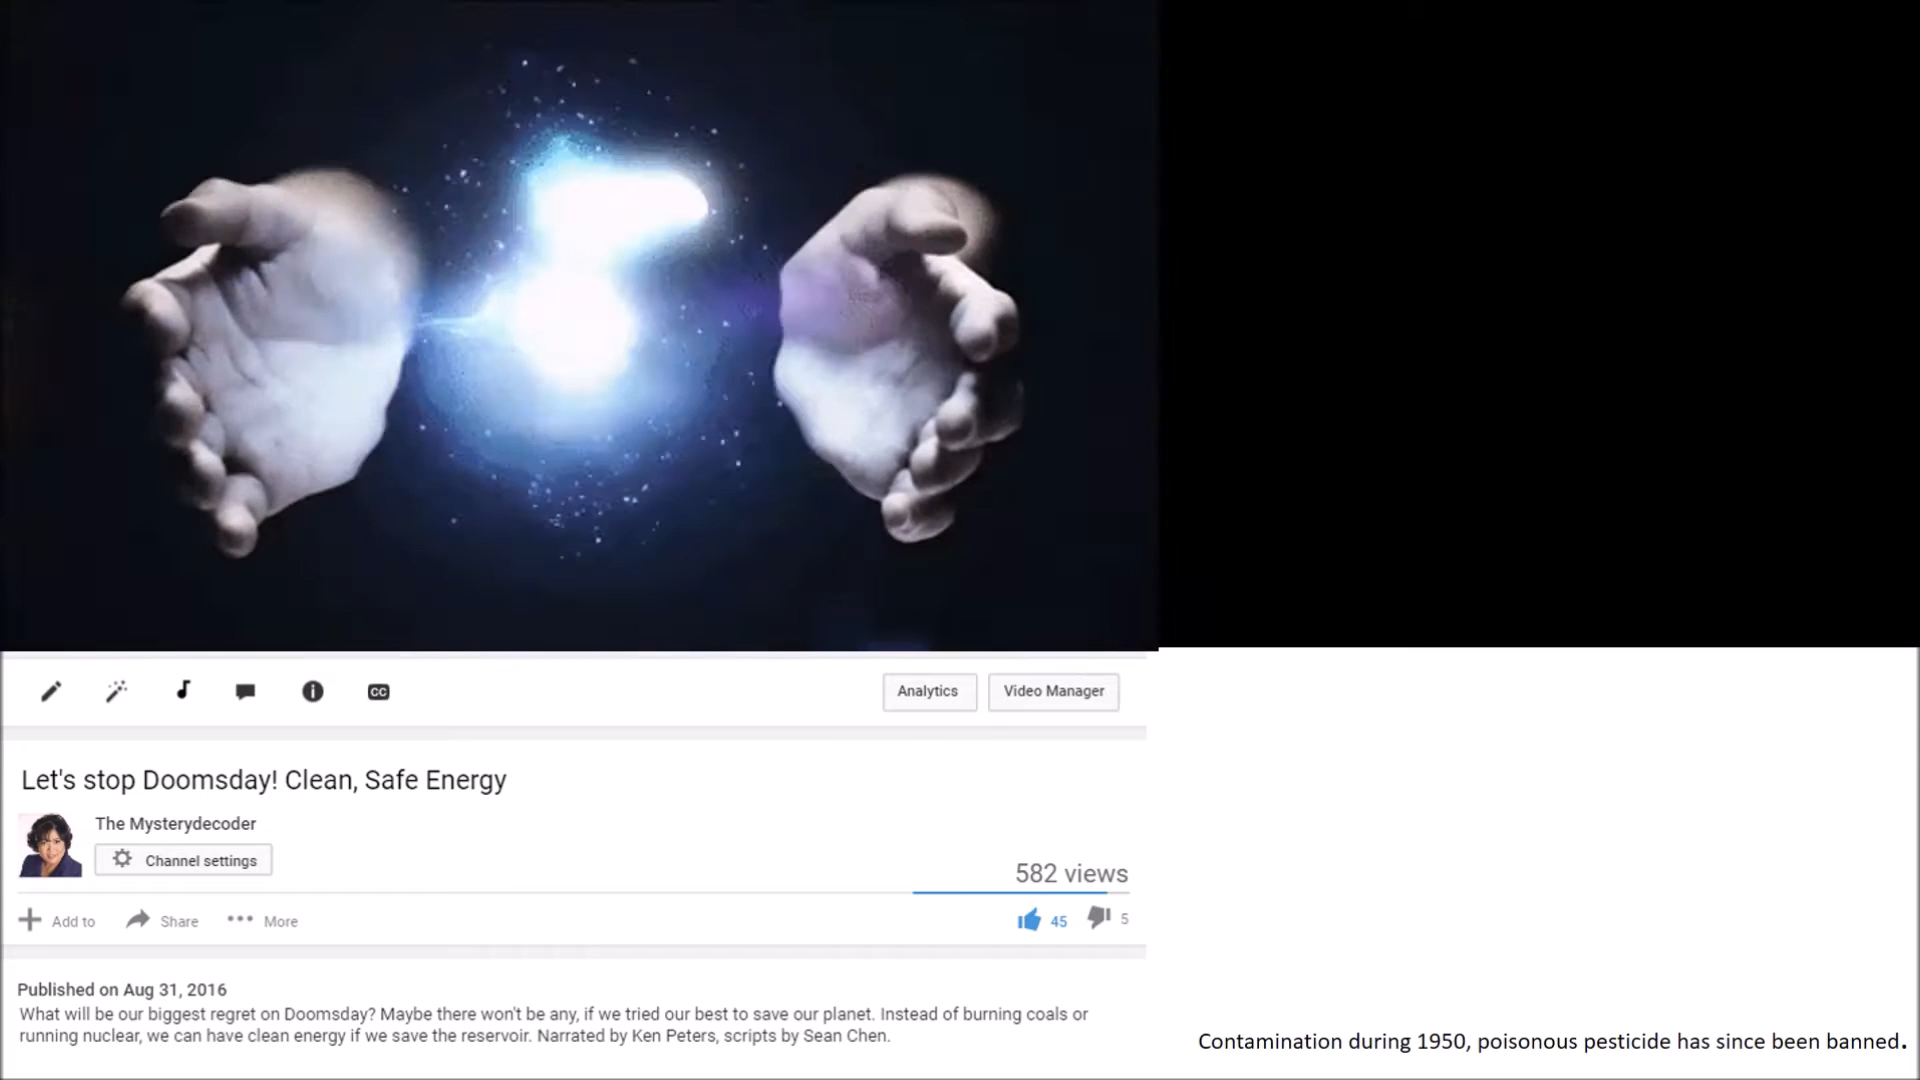 CC
Analytics
Video Manager
Let's stop Doomsday! Clean, Safe Energy
The Mysterydecoder
Channel settings
582 views
Add to
Share
More
45
5
Published on Aug 31, 2016
What will be our biggest regret on Doomsday? Maybe there won't be any, if we tried our best to save our planet. Instead of burning coals or
running nuclear, we can have clean energy if we save the reservoir. Narrated by Ken Peters, scripts by Sean Chen.
Contamination during 1950, poisonous pesticide has since been banned.